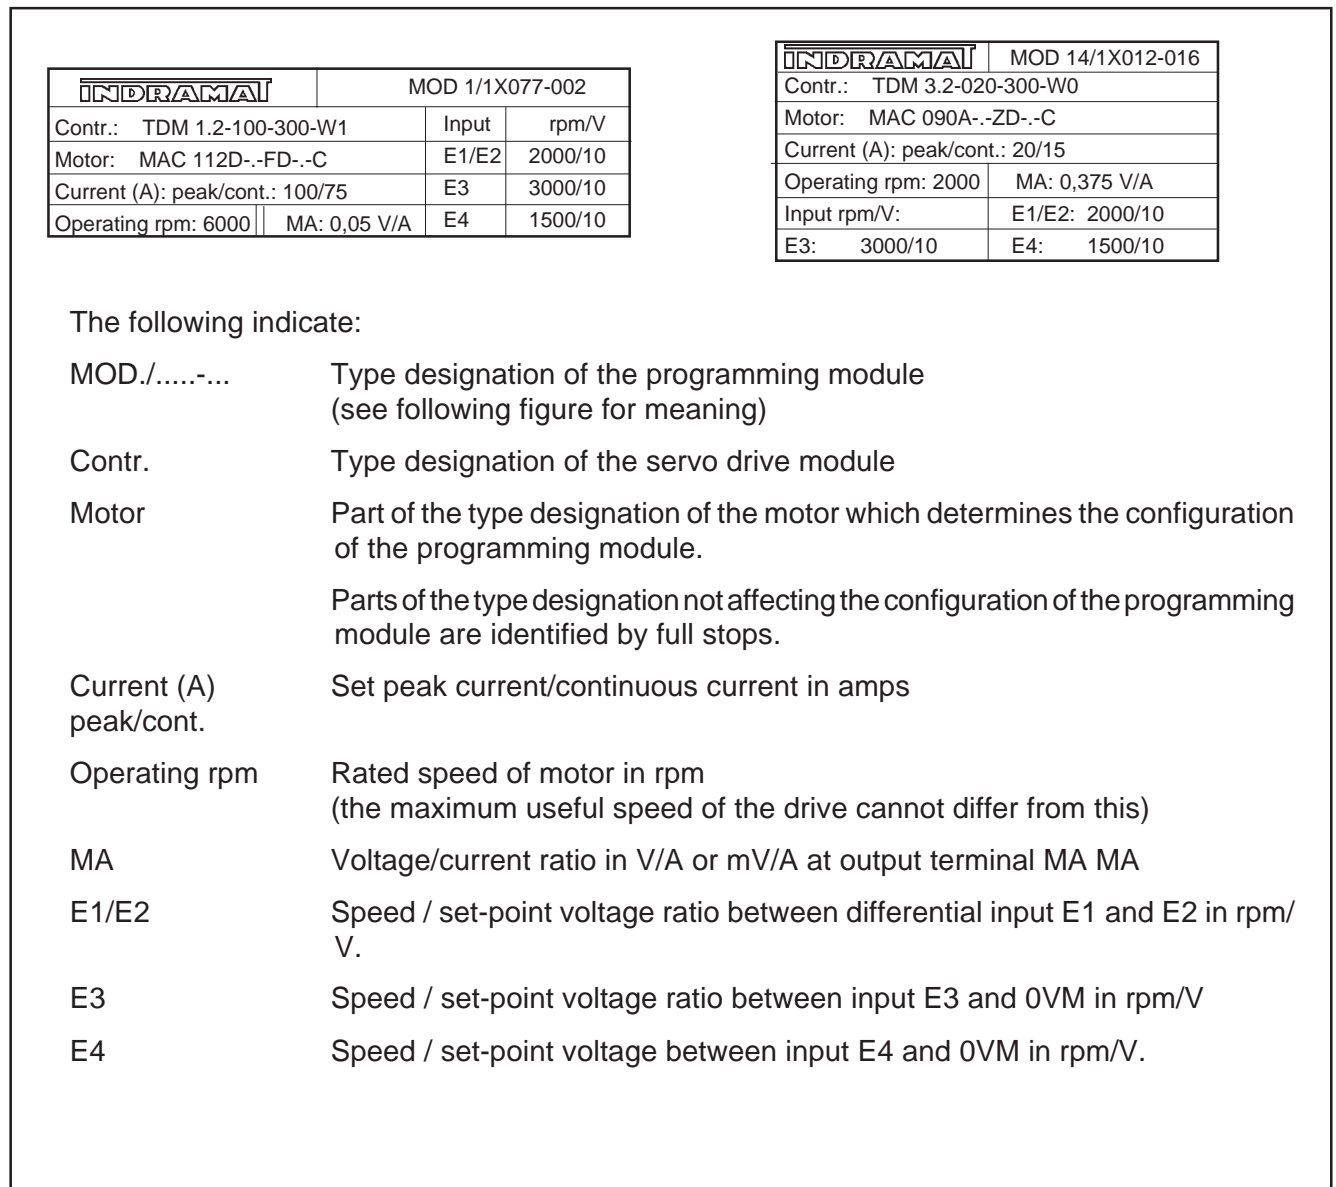 INDRAMAT MOD 1/1X077-002
Contr.: TDM 1.2-100-300-W1 Input rpm/V
Motor: MAC 112D-.-FD-.-C E1/E2 2000/10
Current (A): peak/cont.: 100/75 E3 3000/10
Operating rpm: 6000 MA: 0,05 V/A E4 1500/10
INDRAMAT MOD 14/1X012-016
Contr.: TDM 3.2-020-300-W0
Motor: MAC 090A-.-ZD-.-C
Current (A): peak/cont.: 20/15
Operating rpm: 2000 MA: 0,375 V/A
Input rpm/V: E1/E2: 2000/10
E3: 3000/10 E4: 1500/10
The following indicate:
MOD./.....-... Type designation of the programming module
(see following figure for meaning)
Contr. Type designation of the servo drive module
Motor Part of the type designation of the motor which determines the configuration
of the programming module.
Parts of the type designation not affecting the configuration of the programming
module are identified by full stops.
Current (A) Set peak current/continuous current in amps
peak/cont.
Operating rpm Rated speed of motor in rpm
(the maximum useful speed of the drive cannot differ from this)
MA Voltage/current ratio in V/A or mV/A at output terminal MA MA
E1/E2 Speed / set-point voltage ratio between differential input E1 and E2 in rpm/
V.
E3 Speed / set-point voltage ratio between input E3 and 0VM in rpm/V
E4 Speed / set-point voltage between input E4 and 0VM in rpm/V.